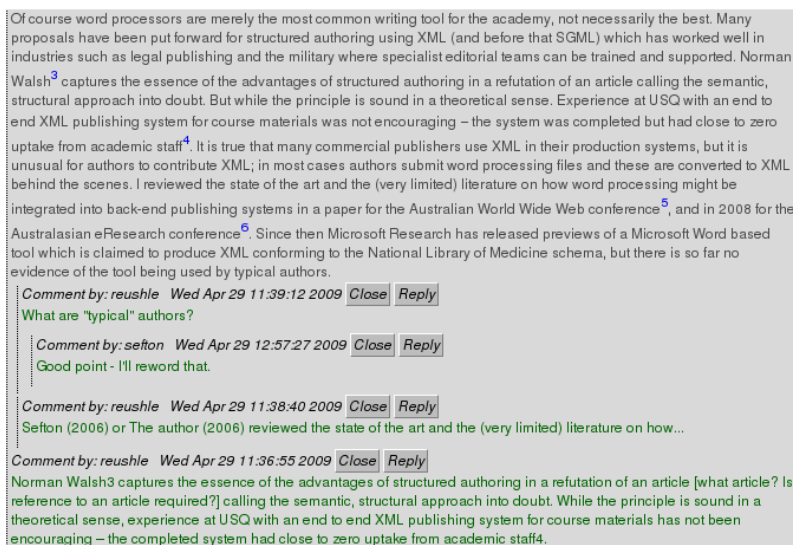 Of course word processors are merely the most common writing tool for the academy, not necessarily the best. Many
proposals have been put forward for structured authoring using XML (and before that SGML) which has worked well in
industries such as legal publishing and the military where specialist editorial teams can be trained and supported. Norman
Walsh3 captures the essence of the advantages of structured authoring in a refutation of an article calling the semantic,
structural approach into doubt. But while the principle is sound in a theoretical sense. Experience at USQ with an end to
end XML publishing system for course materials was not encouraging – the system was completed but had close to zero
uptake from academic staff4. It is true that many commercial publishers use XML in their production systems, but it is
unusual for authors to contribute XML; in most cases authors submit word processing files and these are converted to XML
behind the scenes. I reviewed the state of the art and the (very limited) literature on how word processing might be
integrated into back-end publishing systems in a paper for the Australian World Wide Web conference5, and in 2008 for the
Australasian eResearch conference6. Since then Microsoft Research has released previews of a Microsoft Word based
tool which is claimed to produce XML conforming to the National Library of Medicine schema, but there is so far no
evidence of the tool being used by typical authors.
Comment by: reushle Wed Apr 29 11:39:12 2009 Close Reply
What are "typical" authors?
Comment by: sefton Wed Apr 29 12:57:27 2009 Close Reply
Good point - I'll reword that.
Comment by: reushle Wed Apr 29 11:38:40 2009 Close Reply
Sefton (2006) or The author (2006) reviewed the state of the art and the (very limited) literature on how...
Comment by: reushle Wed Apr 29 11:36:55 2009 Close Reply
Norman Walsh3 captures the essence of the advantages of structured authoring in a refutation of an article [what article? Is
reference to an article required?] calling the semantic, structural approach into doubt. While the principle is sound in a
theoretical sense, experience at USQ with an end to end XML publishing system for course materials has not been
encouraging – the completed system had close to zero uptake from academic staff4.